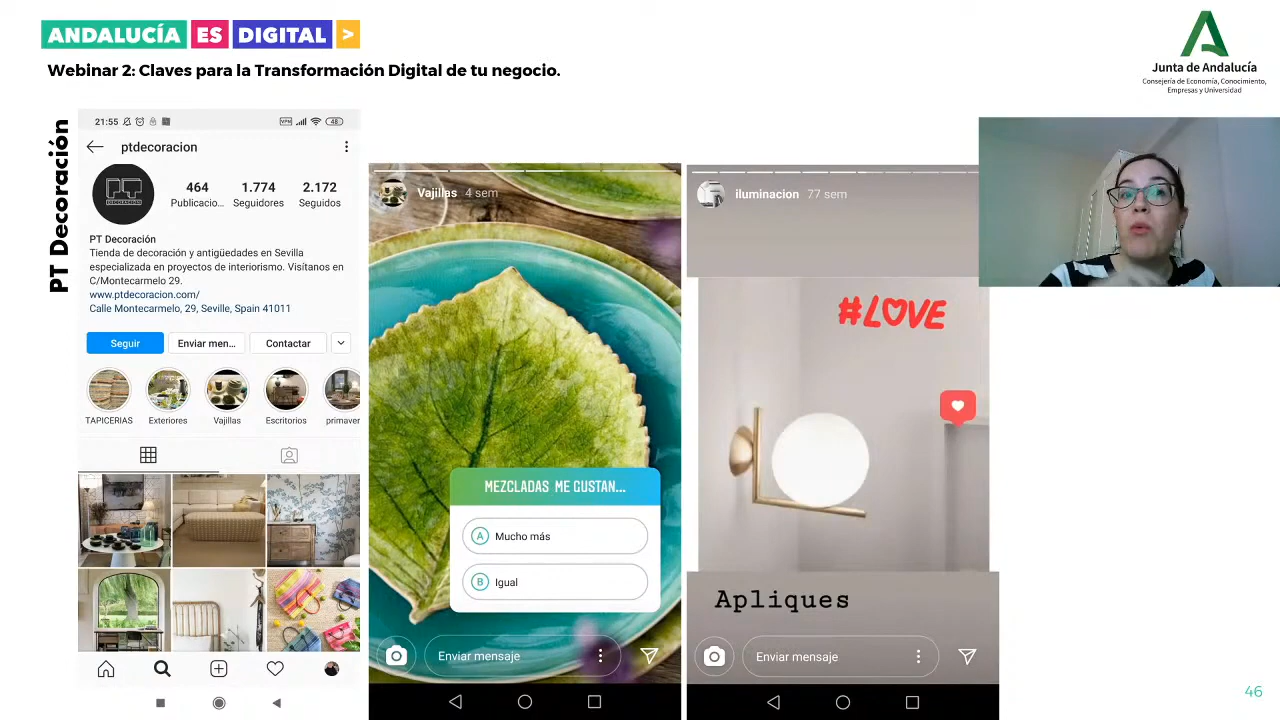 ANDALUCÍA ES DIGITAL >
Webinar 2: Claves para la Transformación Digital de tu negocio.
Junta de Andalucía
Consejería de Economía, Conocimiento,
Empresas y Universidad
PT Decoración
21:55
VPN
48
ptdecoracion
PT
464
1.774
2.172
Publicacio...
Seguidores
Seguidos
PT Decoración
Tienda de decoración y antigüedades en Sevilla
especializada en proyectos de interiorismo. Visítanos en
C/Montecarmelo 29.
www.ptdecoracion.com/
Calle Montecarmelo, 29, Seville, Spain 41011
Seguir
Enviar men...
Contactar
TAPICERIAS
Exteriores
Vajillas
Escritorios
primaver
Vajillas 4 sem
MEZCLADAS ME GUSTAN...
A Mucho más
B Igual
Enviar mensaje
iluminacion 77 sem
#LOVE
Apliques
Enviar mensaje
46